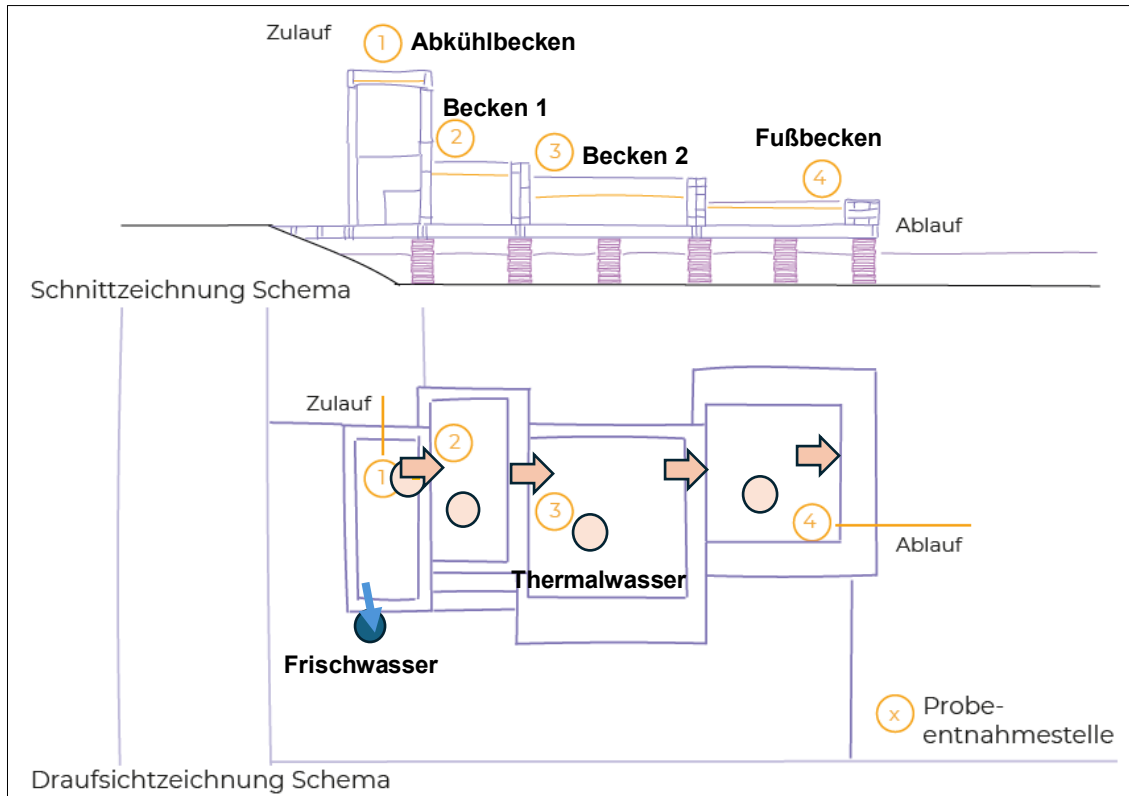 Zulauf
1
Abkühlbecken
Becken 1
2
3
Becken 2
Fußbecken
4
Ablauf
Schnittzeichnung Schema
Zulauf
1
2
3
4
Ablauf
Thermalwasser
Frischwasser
x
Probe-
entnahmestelle
Draufsichtzeichnung Schema